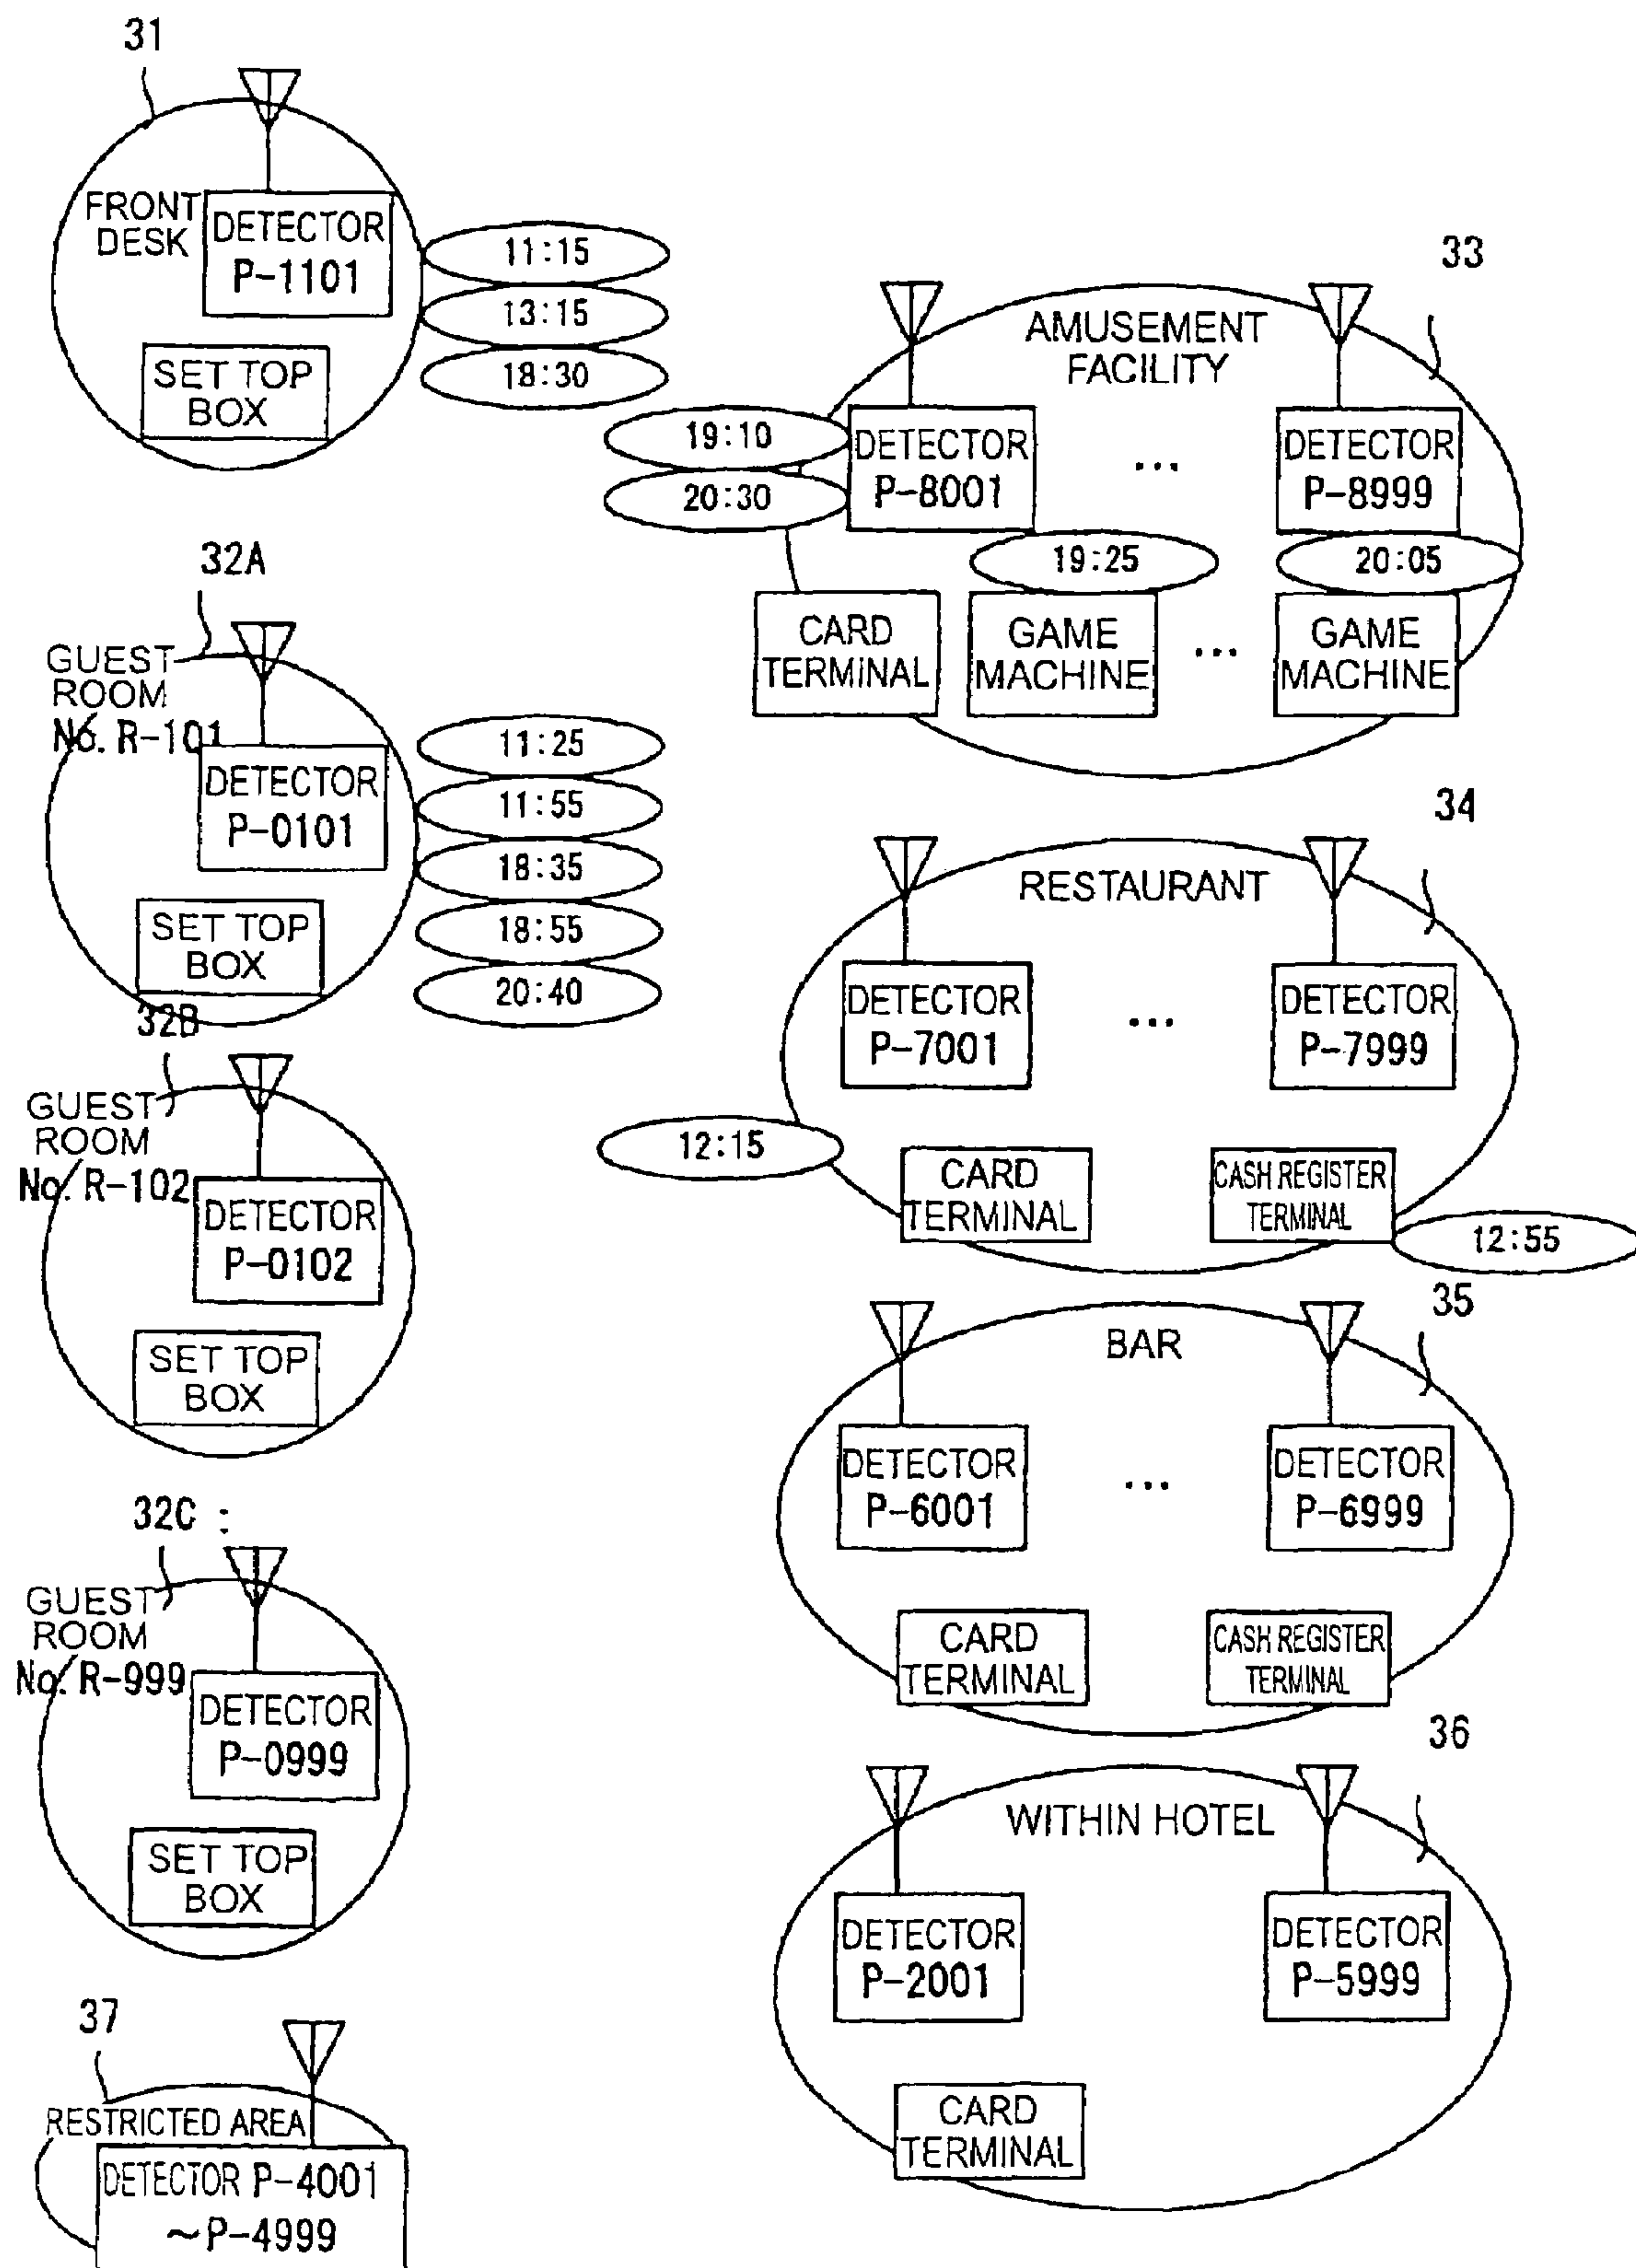 31
FRONT
DESK
DETECTOR
P-1101
SET TOP
BOX
11:15
13:15
18:30
32A
GUEST
ROOM
No. R-101
DETECTOR
P-0101
SET TOP
BOX
11:25
11:55
18:35
18:55
20:40
32B
GUEST
ROOM
No. R-102
DETECTOR
P-0102
SET TOP
BOX
32C :
GUEST
ROOM
No. R-999
DETECTOR
P-0999
SET TOP
BOX
37
RESTRICTED AREA
DETECTOR P-4001
~P-4999
33
AMUSEMENT
FACILITY
19:10
20:30
DETECTOR
P-8001
...
DETECTOR
P-8999
19:25
20:05
CARD
TERMINAL
GAME
MACHINE
...
GAME
MACHINE
34
RESTAURANT
DETECTOR
P-7001
...
DETECTOR
P-7999
12:15
CARD
TERMINAL
CASH REGISTER
TERMINAL
12:55
35
BAR
DETECTOR
P-6001
...
DETECTOR
P-6999
CARD
TERMINAL
CASH REGISTER
TERMINAL
36
WITHIN HOTEL
DETECTOR
P-2001
DETECTOR
P-5999
CARD
TERMINAL